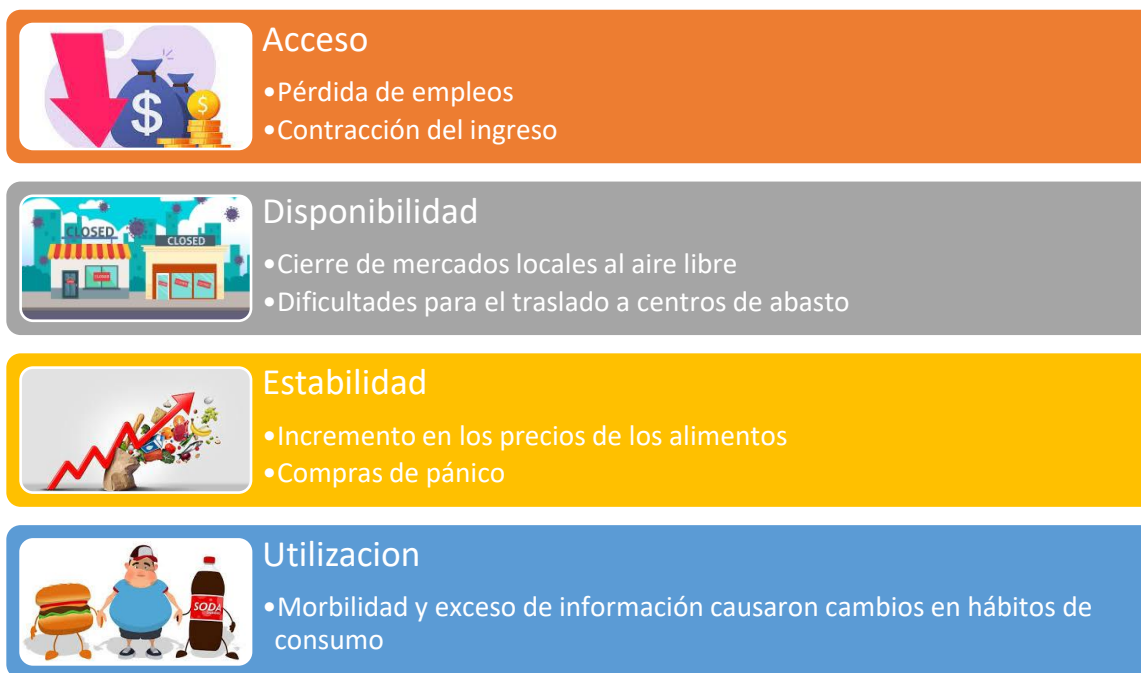 Acceso
•Pérdida de empleos
•Contracción del ingreso
CLOSED
CLOSED
CLOSED
Disponibilidad
•Cierre de mercados locales al aire libre
•Dificultades para el traslado a centros de abasto
Estabilidad
•Incremento en los precios de los alimentos
•Compras de pánico
SODA
Utilizacion
•Morbilidad y exceso de información causaron cambios en hábitos de
consumo